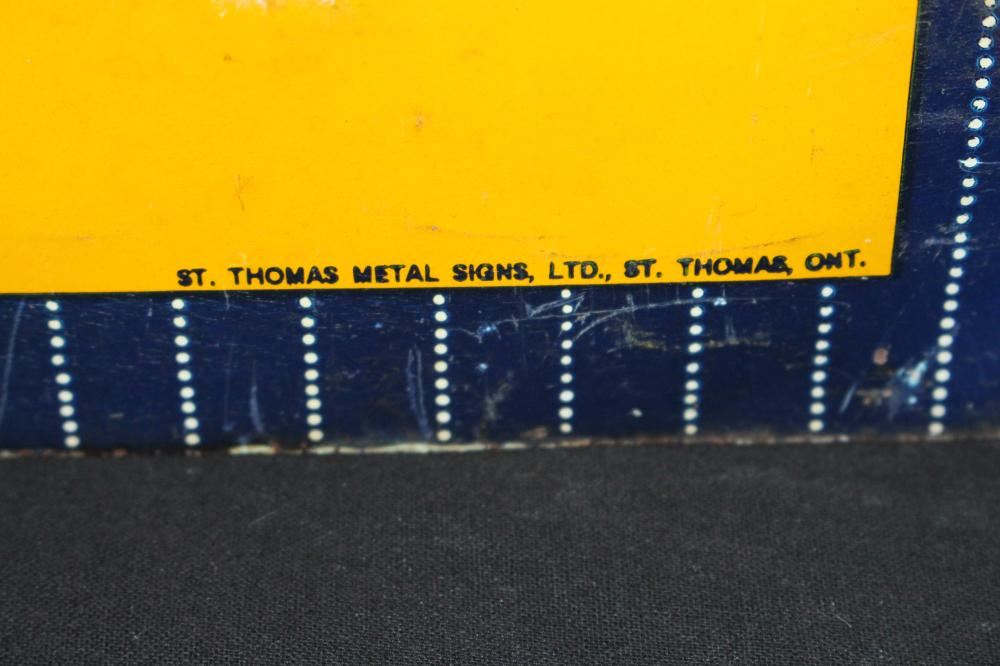 ST. THOMAS METAL SIGNS, LTD., ST. THOMAS, ONT.